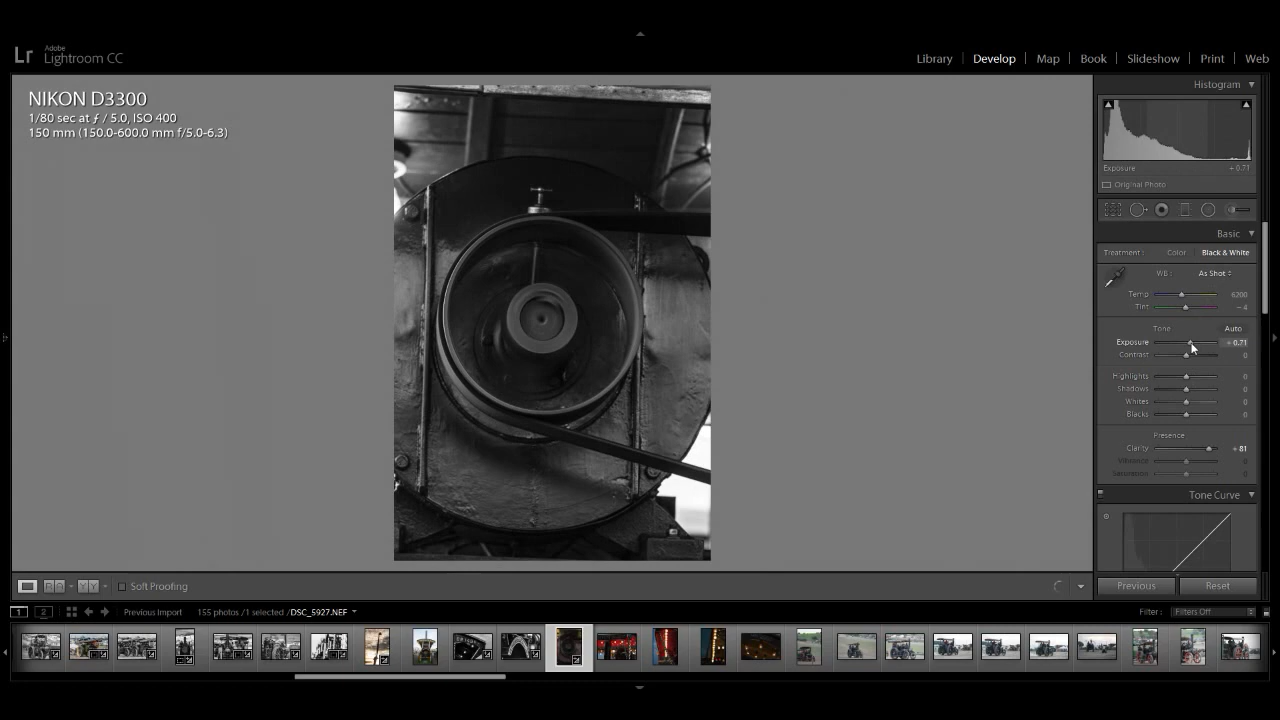 Lr Adobe
Lightroom CC
Library | Develop | Map | Book | Slideshow | Print | Web
NIKON D3300
1/80 sec at ƒ / 5.0, ISO 400
150 mm (150.0-600.0 mm f/5.0-6.3)
Histogram
Exposure +0.71
Original Photo
Basic
Treatment : Color Black & White
WB : As Shot
Temp 6200
Tint − 4
Tone Auto
Exposure + 0.71
Contrast 0
Highlights 0
Shadows 0
Whites 0
Blacks 0
Presence
Clarity + 81
Vibrance 0
Saturation 0
Tone Curve
Soft Proofing
Previous Reset
1 2 Previous Import 155 photos / 1 selected / DSC_5927.NEF
Filter : Filters Off